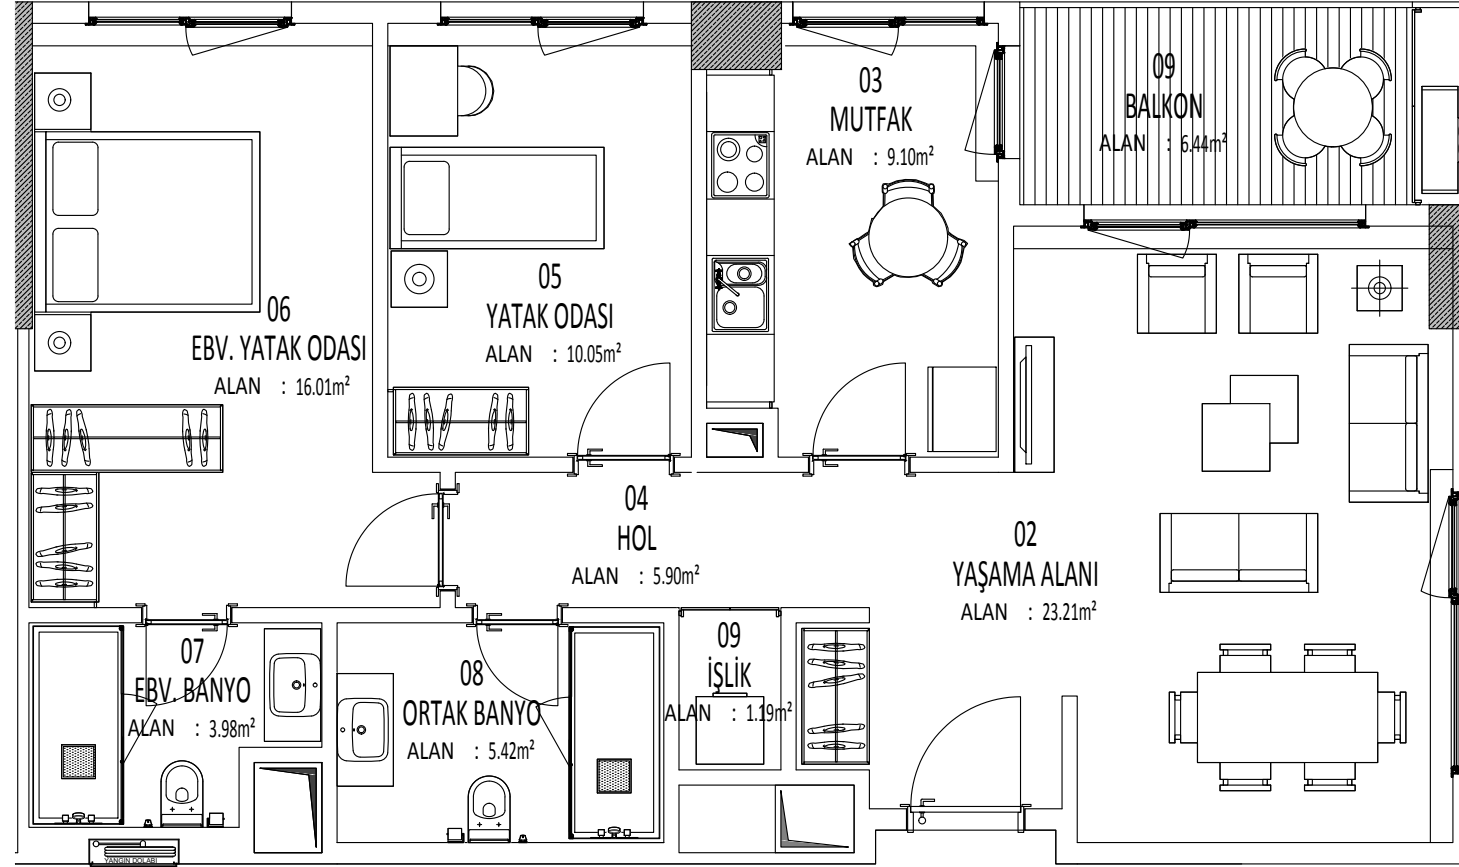 03
MUTFAK
ALAN : 9.10m²
09
BALKON
ALAN : 6.44m²
05
YATAK ODASI
ALAN : 10.05m²
06
EBV. YATAK ODASI
ALAN : 16.01m²
04
HOL
ALAN : 5.90m²
02
YAŞAMA ALANI
ALAN : 23.21m²
07
EBV. BANYO
ALAN : 3.98m²
08
ORTAK BANYO
ALAN : 5.42m²
09
İŞLİK
ALAN : 1.19m²
YANGIN DOLABI